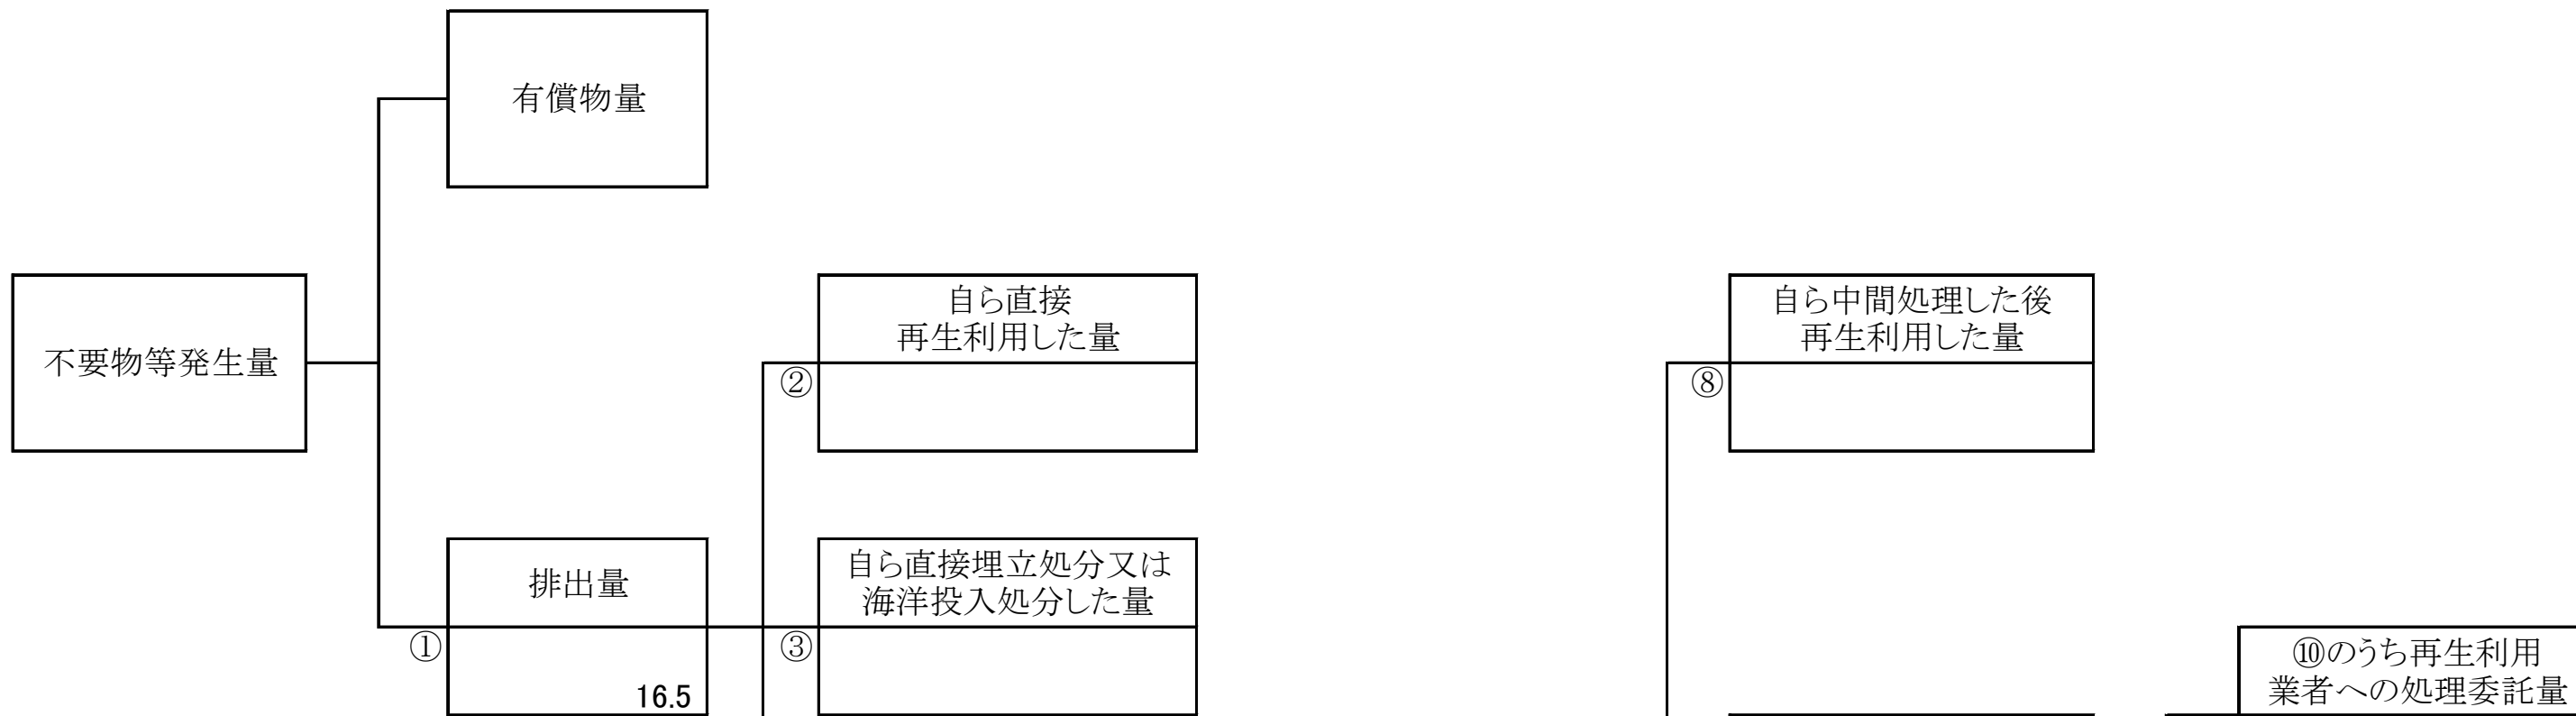 有償物量
不要物等発生量
自ら直接
再生利用した量
②
自ら中間処理した後
再生利用した量
⑧
排出量
①
16.5
自ら直接埋立処分又は
海洋投入処分した量
③
⑩のうち再生利用
業者への処理委託量